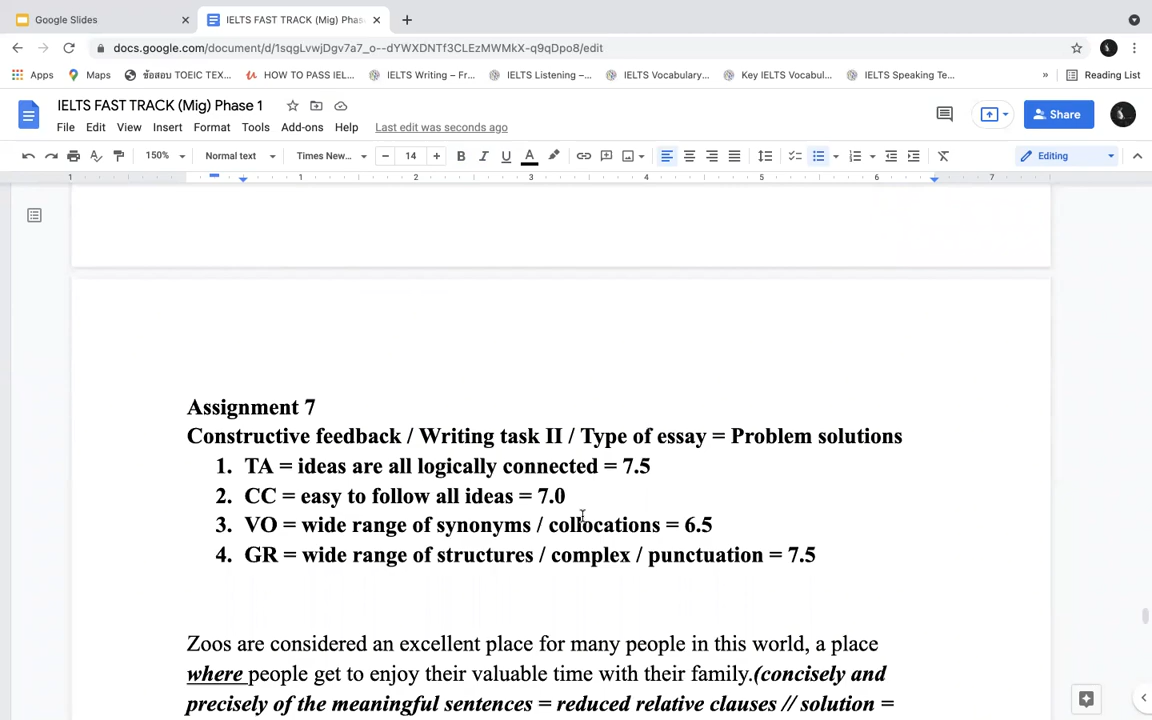 Google Slides
IELTS FAST TRACK (Mig) Phas
docs.google.com/document/d/1sqgLvwjDgv7a7_o--dYWXDNTf3CLEzMWMkX-q9qDpo8/edit
Apps Maps ข้อสอบ TOEIC TEX... HOW TO PASS IEL... IELTS Writing – Fr... IELTS Listening –... IELTS Vocabulary... Key IELTS Vocabul... IELTS Speaking Te... » Reading List
IELTS FAST TRACK (Mig) Phase 1
Share
File Edit View Insert Format Tools Add-ons Help Last edit was seconds ago
150% Normal text Times New... − 14 + B I U A Editing
1 1 2 3 4 5 6 7
Assignment 7
Constructive feedback / Writing task II / Type of essay = Problem solutions
1. TA = ideas are all logically connected = 7.5
2. CC = easy to follow all ideas = 7.0
3. VO = wide range of synonyms / collocations = 6.5
4. GR = wide range of structures / complex / punctuation = 7.5
Zoos are considered an excellent place for many people in this world, a place
where people get to enjoy their valuable time with their family.(concisely and
precisely of the meaningful sentences = reduced relative clauses // solution =